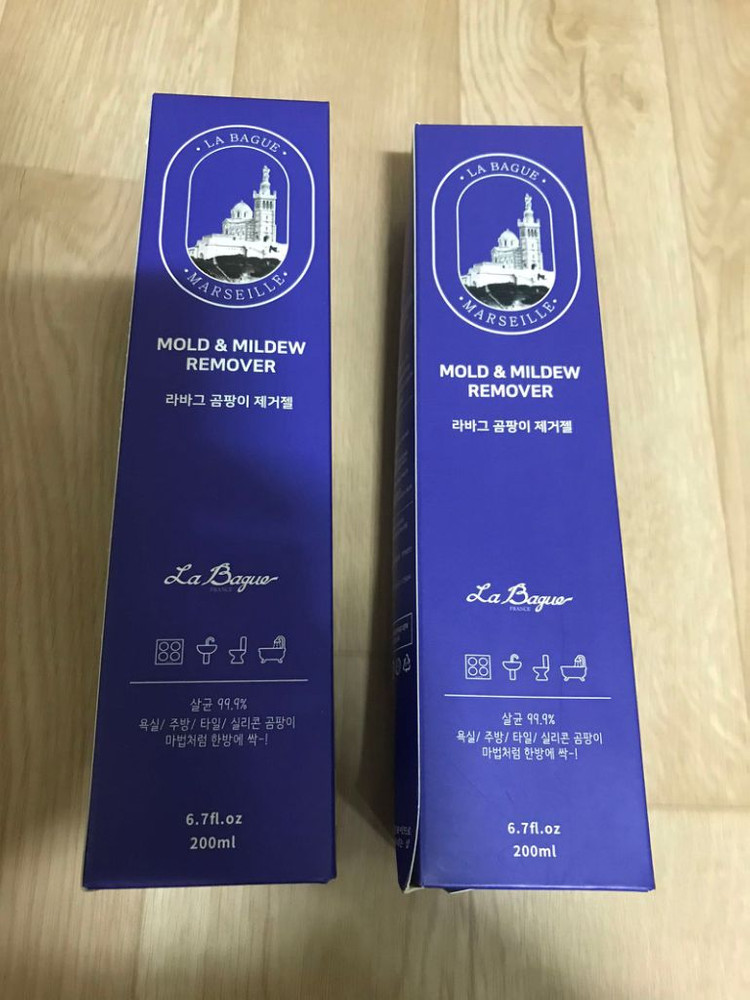 LA BAGUE
MARSEILLE
MOLD & MILDEW
REMOVER
라바그 곰팡이 제거젤
La Bague
FRANCE
살균 99.9%
욕실/ 주방/ 타일/ 실리콘 곰팡이
마법처럼 한방에 싹~!
6.7fl.oz
200ml
LA BAGUE
MARSEILLE
MOLD & MILDEW
REMOVER
라바그 곰팡이 제거젤
La Bague
FRANCE
살균 99.9%
욕실/ 주방/ 타일/ 실리콘 곰팡이
마법처럼 한방에 싹~!
6.7fl.oz
200ml